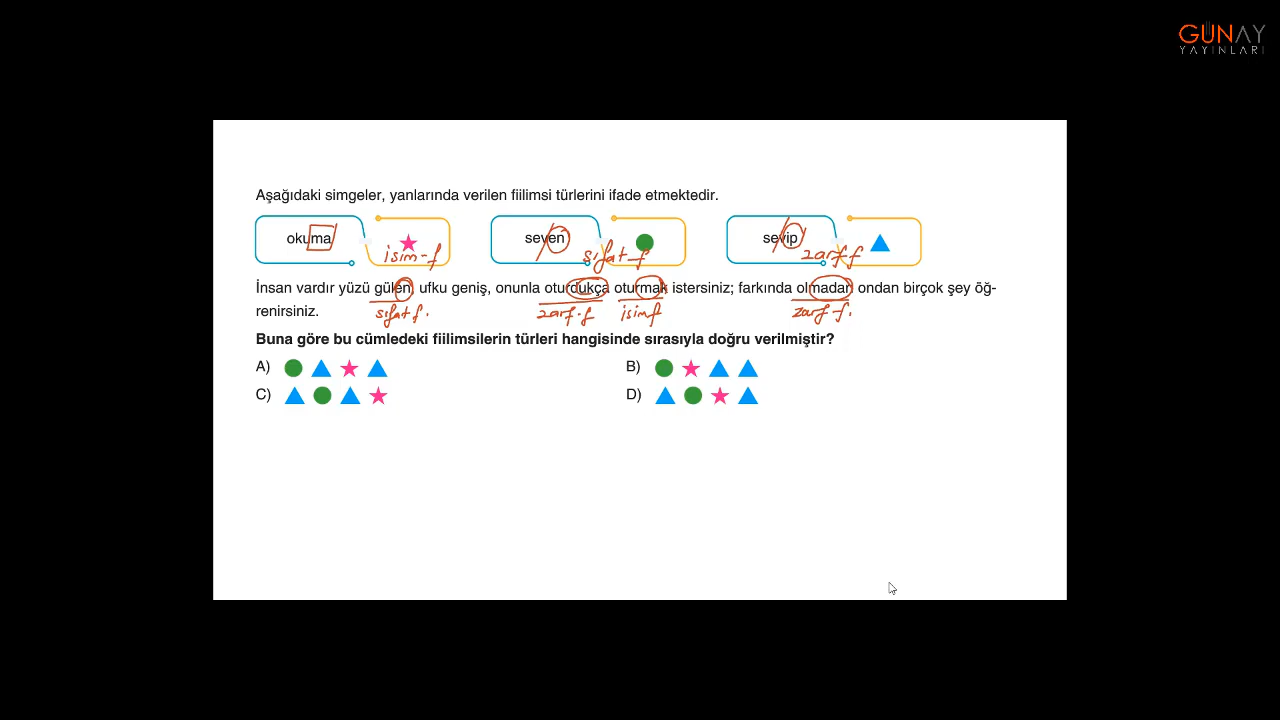 GÜNAY
YAYINLARI
Aşağıdaki simgeler, yanlarında verilen fiilimsi türlerini ifade etmektedir.
okuma
isim-f
seven
sıfat-f
sevip
zarf-f
İnsan vardır yüzü gülen, ufku geniş, onunla oturdukça oturmak istersiniz; farkında olmadan ondan birçok şey öğ-
sıfat f.
zarf-f
isimf
zarf-f.
renirsiniz.
Buna göre bu cümledeki fiilimsilerin türleri hangisinde sırasıyla doğru verilmiştir?
A)
B)
C)
D)